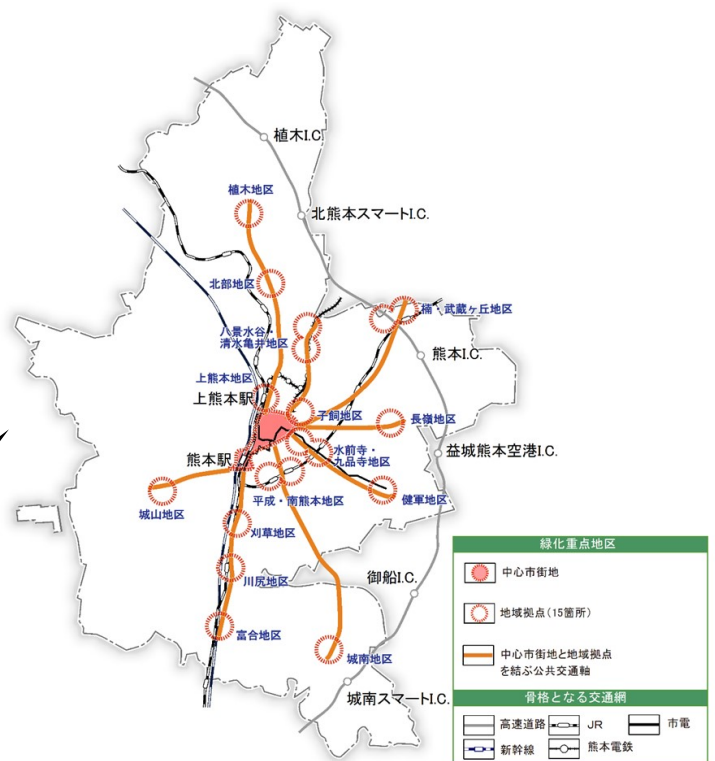 植木I.C.
植木地区
北熊本スマートI.C.
北部地区
楠・武蔵ヶ丘地区
八景水谷・
清水亀井地区
熊本I.C.
上熊本地区
上熊本駅
子飼地区
長嶺地区
水前寺・
九品寺地区
益城熊本空港I.C.
熊本駅
平成・南熊本地区
健軍地区
城山地区
刈草地区
川尻地区
御船I.C.
富合地区
城南地区
城南スマートI.C.
緑化重点地区
中心市街地
地域拠点(15箇所)
中心市街地と地域拠点
を結ぶ公共交通軸
骨格となる交通網
高速道路 JR 市電
新幹線 熊本電鉄